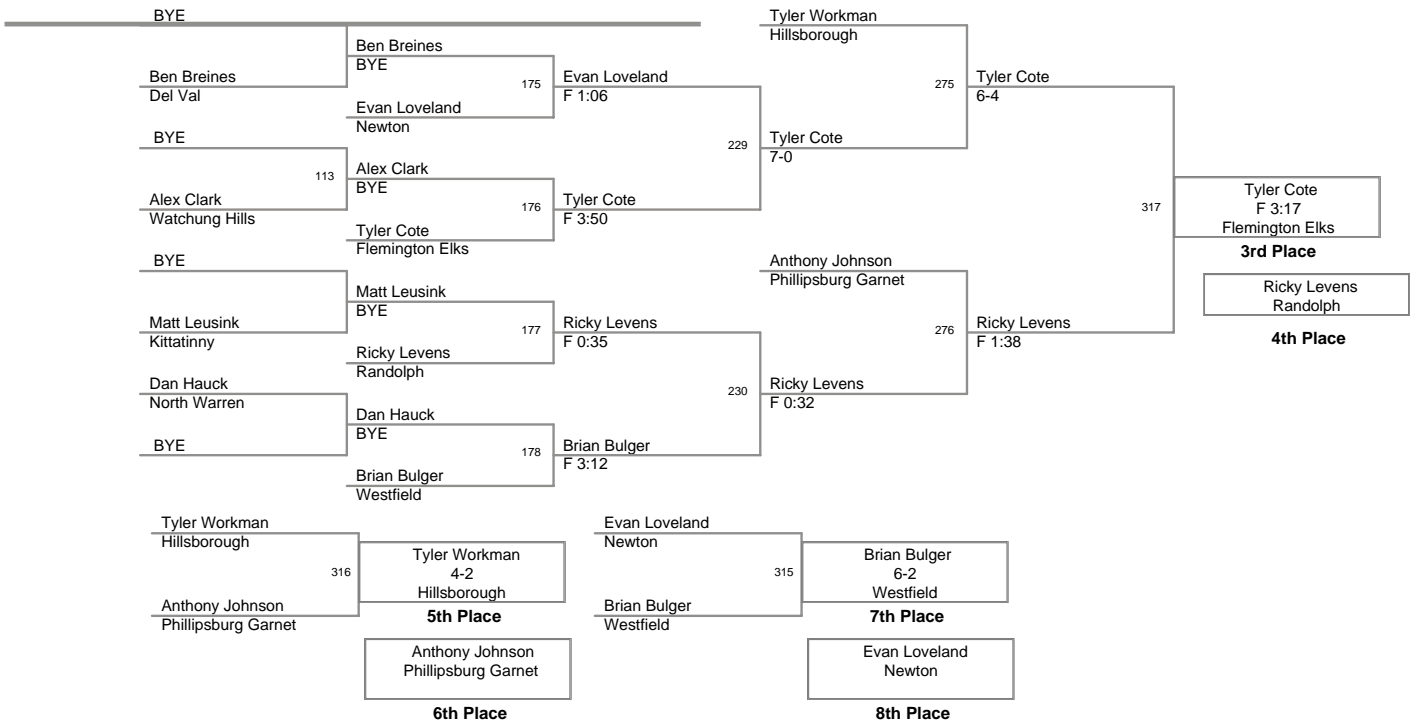 BYE
Ben Breines
Del Val
BYE
113
Alex Clark
Watchung Hills
BYE
Matt Leusink
Kittatinny
Dan Hauck
North Warren
BYE
Ben Breines
BYE
175
Evan Loveland
Newton
Alex Clark
BYE
176
Tyler Cote
Flemington Elks
Matt Leusink
BYE
177
Ricky Levens
Randolph
Dan Hauck
BYE
178
Brian Bulger
Westfield
Evan Loveland
F 1:06
229
Tyler Cote
F 3:50
Ricky Levens
F 0:35
230
Brian Bulger
F 3:12
Tyler Workman
Hillsborough
275
Tyler Cote
7-0
Anthony Johnson
Phillipsburg Garnet
276
Ricky Levens
F 0:32
Tyler Cote
6-4
317
Ricky Levens
F 1:38
Tyler Cote
F 3:17
Flemington Elks
3rd Place
Ricky Levens
Randolph
4th Place
Tyler Workman
Hillsborough
316
Anthony Johnson
Phillipsburg Garnet
Tyler Workman
4-2
Hillsborough
5th Place
Anthony Johnson
Phillipsburg Garnet
6th Place
Evan Loveland
Newton
315
Brian Bulger
Westfield
Brian Bulger
6-2
Westfield
7th Place
Evan Loveland
Newton
8th Place